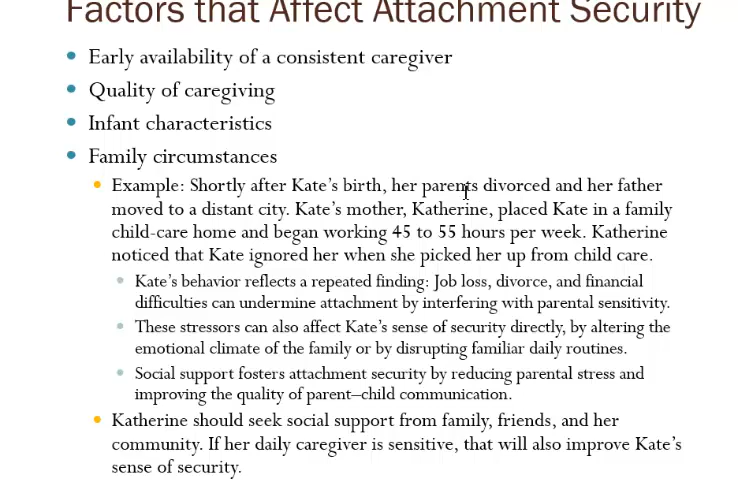 Factors that Affect Attachment Security
Early availability of a consistent caregiver
Quality of caregiving
Infant characteristics
Family circumstances
Example: Shortly after Kate's birth, her parents divorced and her father
moved to a distant city. Kate's mother, Katherine, placed Kate in a family
child-care home and began working 45 to 55 hours per week. Katherine
noticed that Kate ignored her when she picked her up from child care.
Kate's behavior reflects a repeated finding: Job loss, divorce, and financial
difficulties can undermine attachment by interfering with parental sensitivity.
These stressors can also affect Kate's sense of security directly, by altering the
emotional climate of the family or by disrupting familiar daily routines.
Social support fosters attachment security by reducing parental stress and
improving the quality of parent–child communication.
Katherine should seek social support from family, friends, and her
community. If her daily caregiver is sensitive, that will also improve Kate's
sense of security.